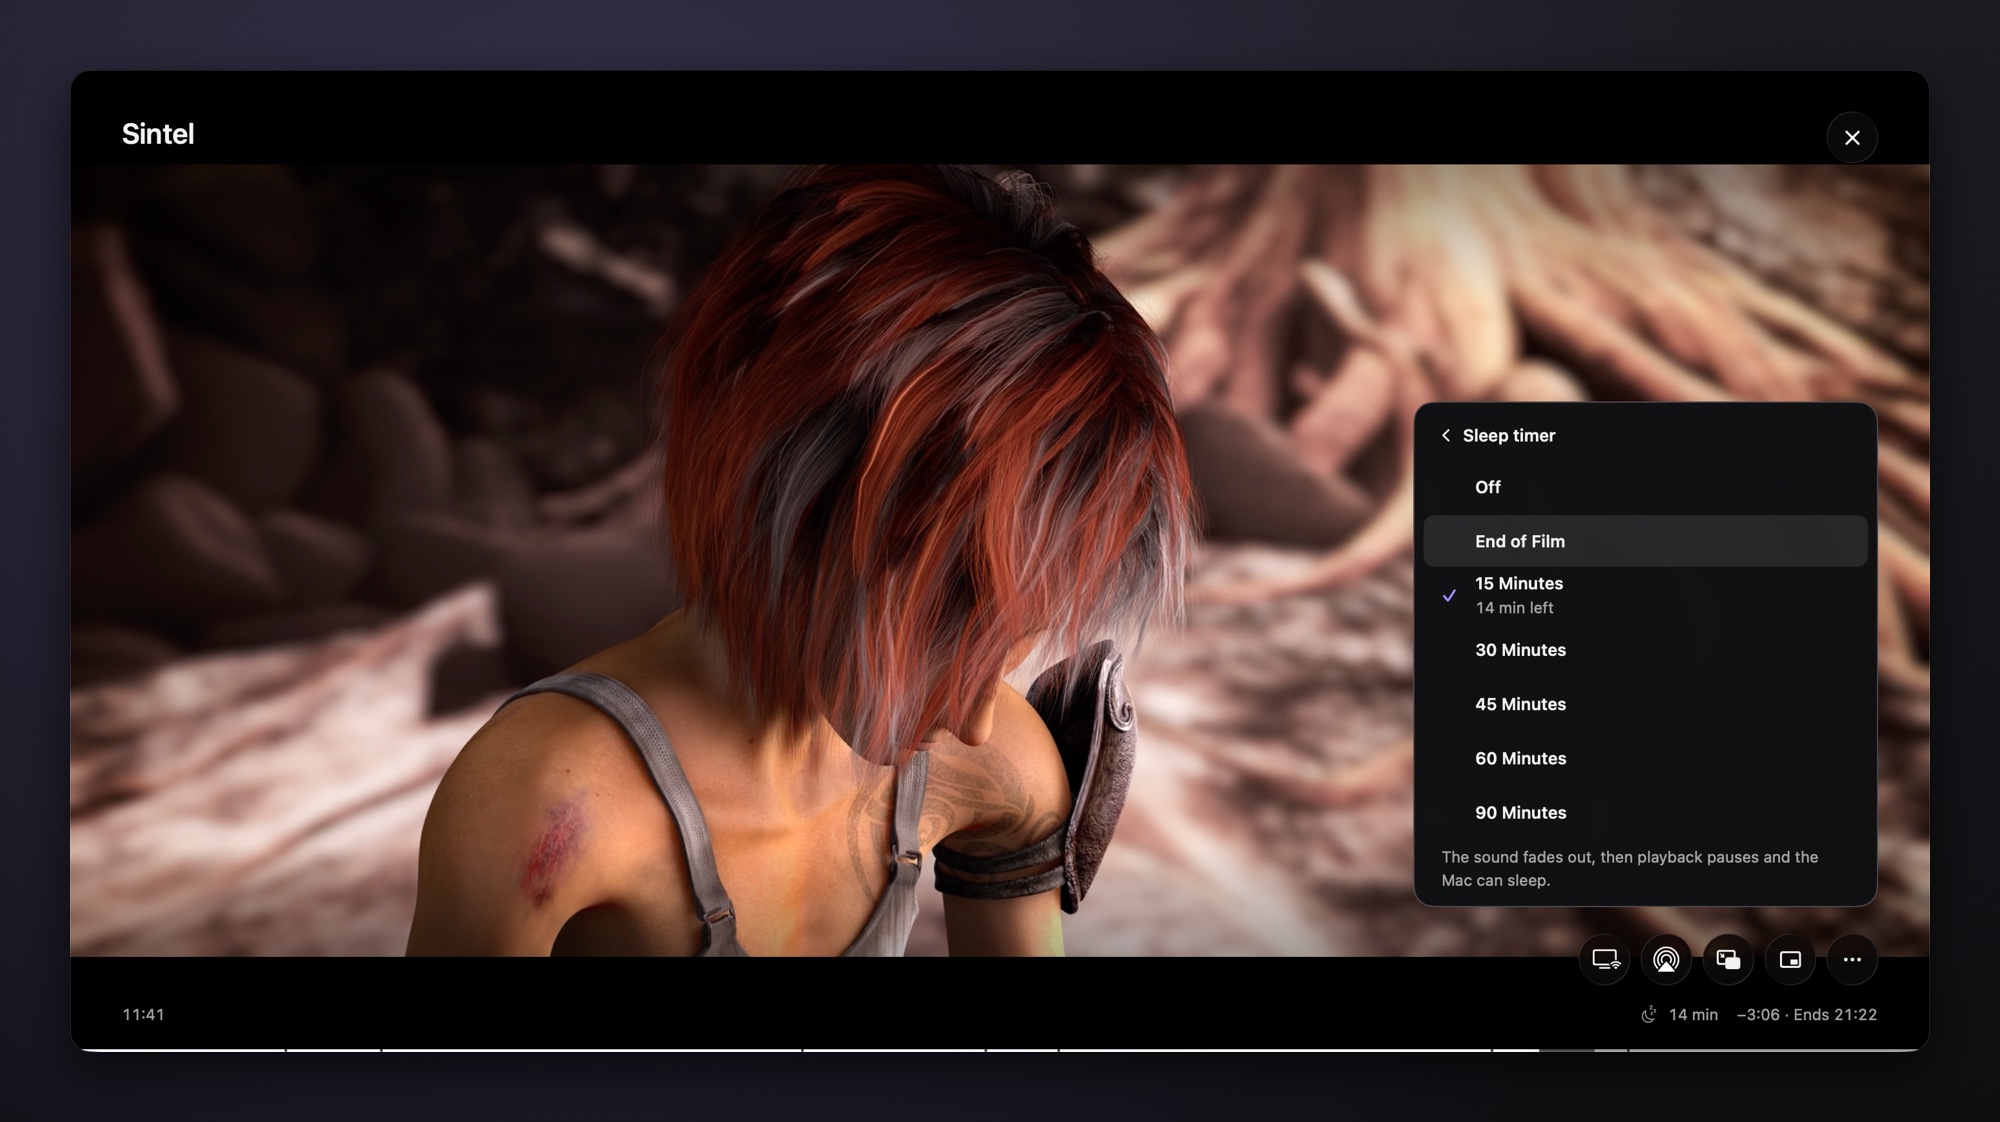 Sintel
Sleep timer
Off
End of Film
15 Minutes
14 min left
30 Minutes
45 Minutes
60 Minutes
90 Minutes
The sound fades out, then playback pauses and the
Mac can sleep.
11:41
14 min –3:06 · Ends 21:22